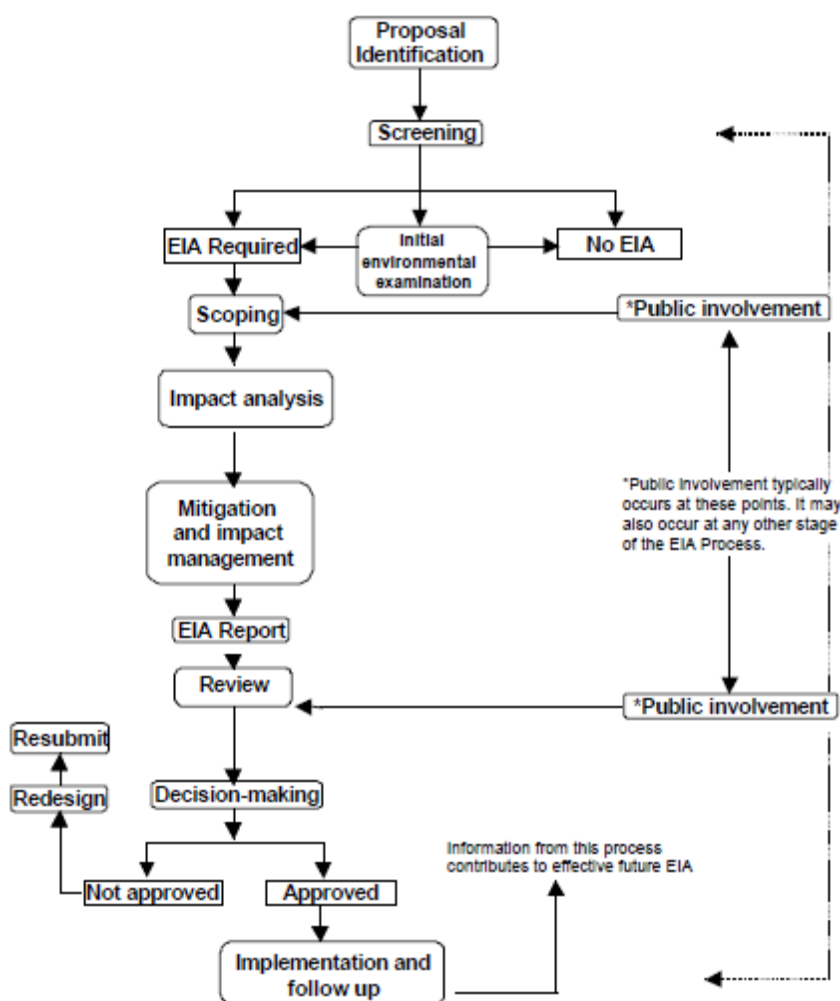 Proposal
Identification
Screening
EIA Required
Initial
environmental
examination
No EIA
Scoping
*Public involvement
Impact analysis
*Public Involvement typically
occurs at these points. It may
also occur at any other stage
of the EIA Process.
Mitigation
and impact
management
EIA Report
Review
*Public involvement
Resubmit
Redesign
Decision-making
Information from this process
contributes to effective future EIA
Not approved
Approved
Implementation and
follow up